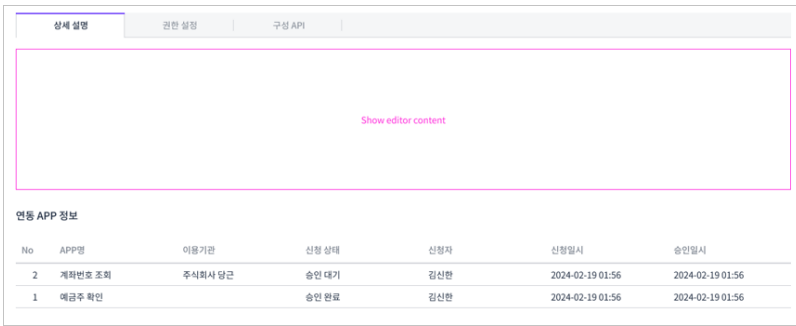 상세 설명 권한 설정 구성 API
Show editor content
연동 APP 정보
No APP명 이용기관 신청 상태 신청자 신청일시 승인일시
2 계좌번호 조회 주식회사 당근 승인 대기 김신한 2024-02-19 01:56 2024-02-19 01:56
1 예금주 확인 승인 완료 김신한 2024-02-19 01:56 2024-02-19 01:56